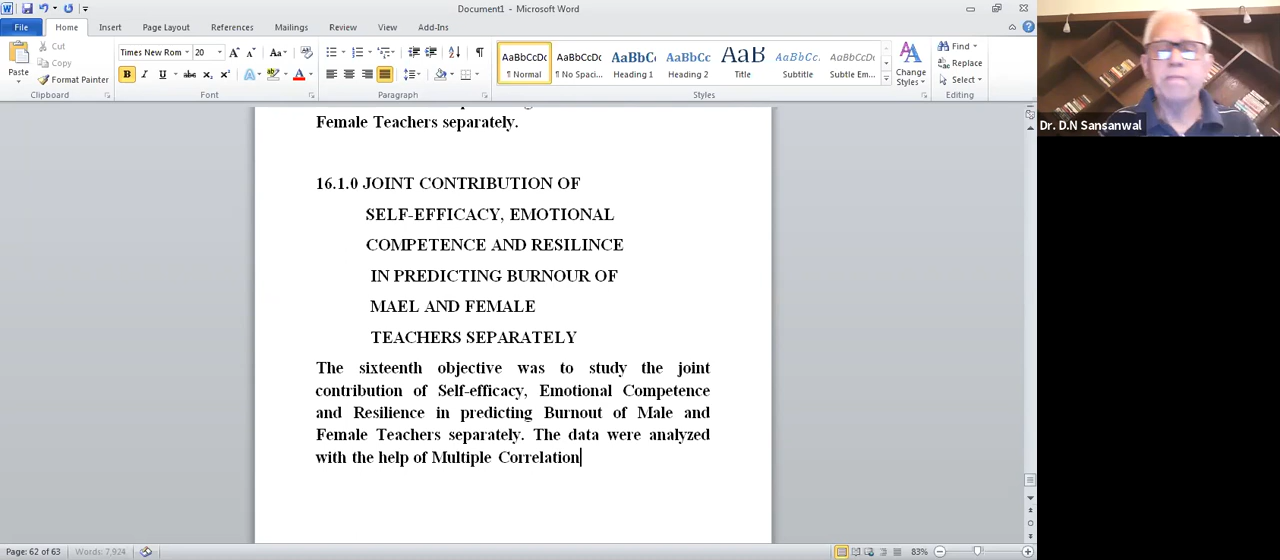 Document1 - Microsoft Word
File Home Insert Page Layout References Mailings Review View Add-Ins
Cut
Copy
Format Painter
Paste
Clipboard
Times New Rom 20
Font
Paragraph
AaBbCcDc AaBbCcDc AaBbCc AaBbCc AaB AaBbCc. AaBbCcDc
¶ Normal ¶ No Spaci... Heading 1 Heading 2 Title Subtitle Subtle Em...
Styles
Change Styles
Find
Replace
Select
Editing
Dr. D.N Sansanwal
Female Teachers separately.
16.1.0 JOINT CONTRIBUTION OF
SELF-EFFICACY, EMOTIONAL
COMPETENCE AND RESILINCE
IN PREDICTING BURNOUR OF
MAEL AND FEMALE
TEACHERS SEPARATELY
The sixteenth objective was to study the joint
contribution of Self-efficacy, Emotional Competence
and Resilience in predicting Burnout of Male and
Female Teachers separately. The data were analyzed
with the help of Multiple Correlation
Page: 62 of 63 Words: 7,924 83%